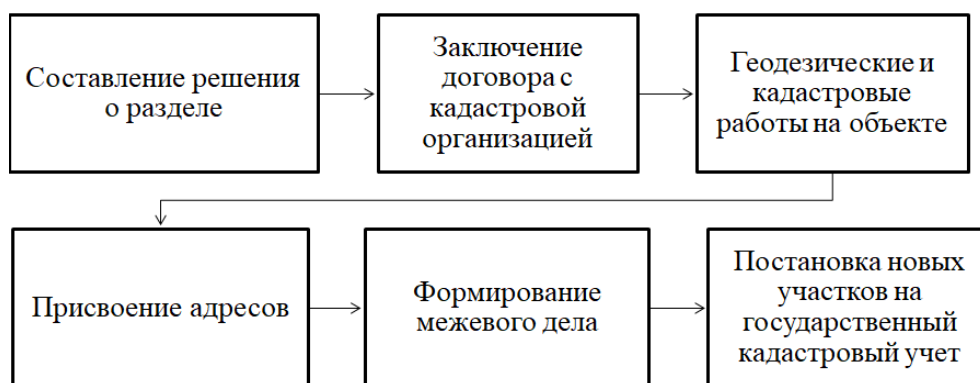 Составление решения
о разделе
Заключение
договора с
кадастровой
организацией
Геодезические и
кадастровые
работы на объекте
Присвоение адресов
Формирование
межевого дела
Постановка новых
участков на
государственный
кадастровый учет